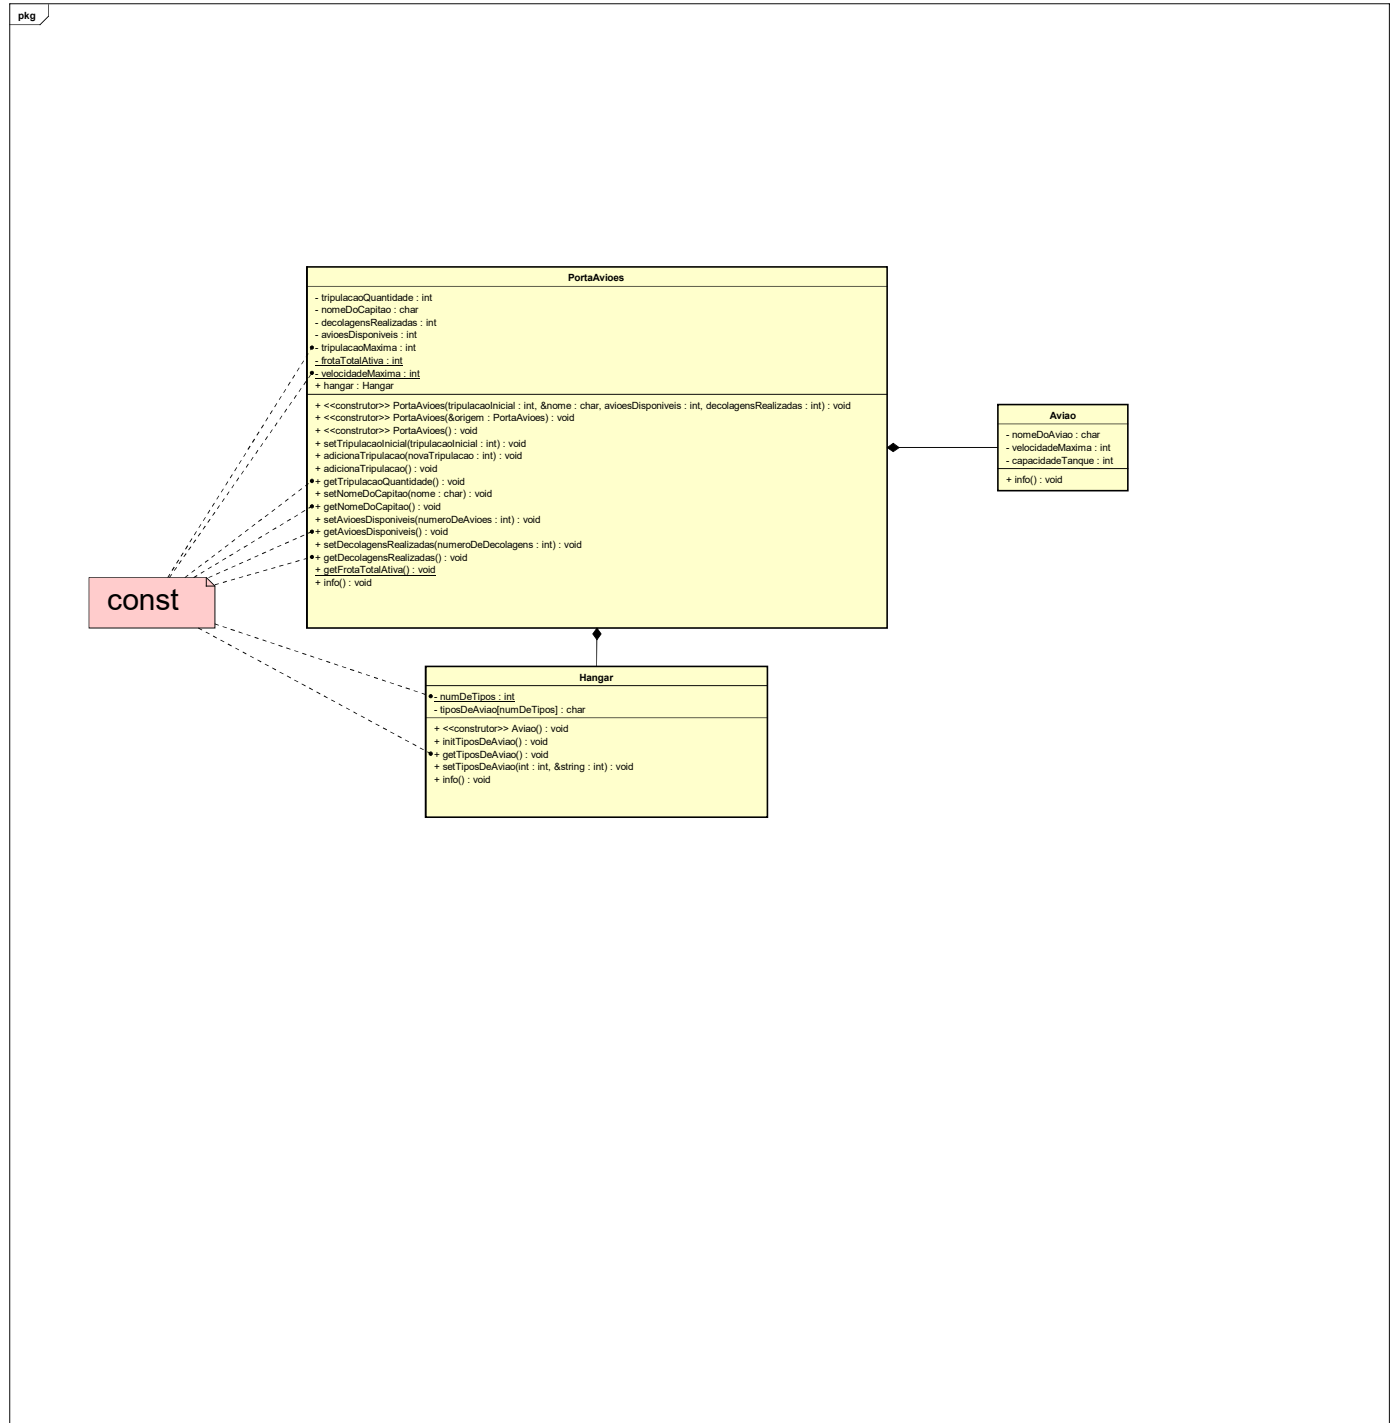 pkg
PortaAvioes
- tripulacaoQuantidade : int
- nomeDoCapitao : char
- decolagensRealizadas : int
- avioesDisponiveis : int
- tripulacaoMaxima : int
- frotaTotalAtiva : int
- velocidadeMaxima : int
+ hangar : Hangar
+ <<construtor>> PortaAvioes(tripulacaoInicial : int, &nome : char, avioesDisponiveis : int, decolagensRealizadas : int) : void
+ <<construtor>> PortaAvioes(&origem : PortaAvioes) : void
+ <<construtor>> PortaAvioes() : void
+ setTripulacaoInicial(tripulacaoInicial : int) : void
+ adicionaTripulacao(novaTripulacao : int) : void
+ adicionaTripulacao() : void
+ getTripulacaoQuantidade() : void
+ setNomeDoCapitao(nome : char) : void
+ getNomeDoCapitao() : void
+ setAvioesDisponiveis(numeroDeAvioes : int) : void
+ getAvioesDisponiveis() : void
+ setDecolagensRealizadas(numeroDeDecolagens : int) : void
+ getDecolagensRealizadas() : void
+ getFrotaTotalAtiva() : void
+ info() : void
Aviao
- nomeDoAviao : char
- velocidadeMaxima : int
- capacidadeTanque : int
+ info() : void
const
Hangar
- numDeTipos : int
- tiposDeAviao[numDeTipos] : char
+ <<construtor>> Aviao() : void
+ initTiposDeAviao() : void
+ getTiposDeAviao() : void
+ setTiposDeAviao(int : int, &string : int) : void
+ info() : void